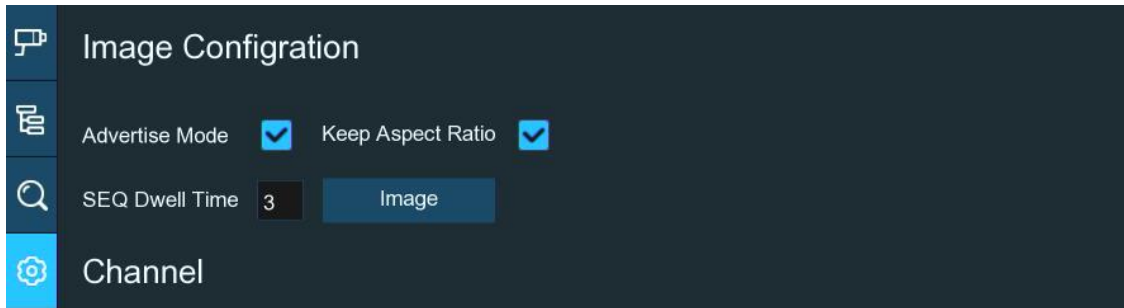 Image Configration
Advertise Mode Keep Aspect Ratio
SEQ Dwell Time 3 Image
Channel